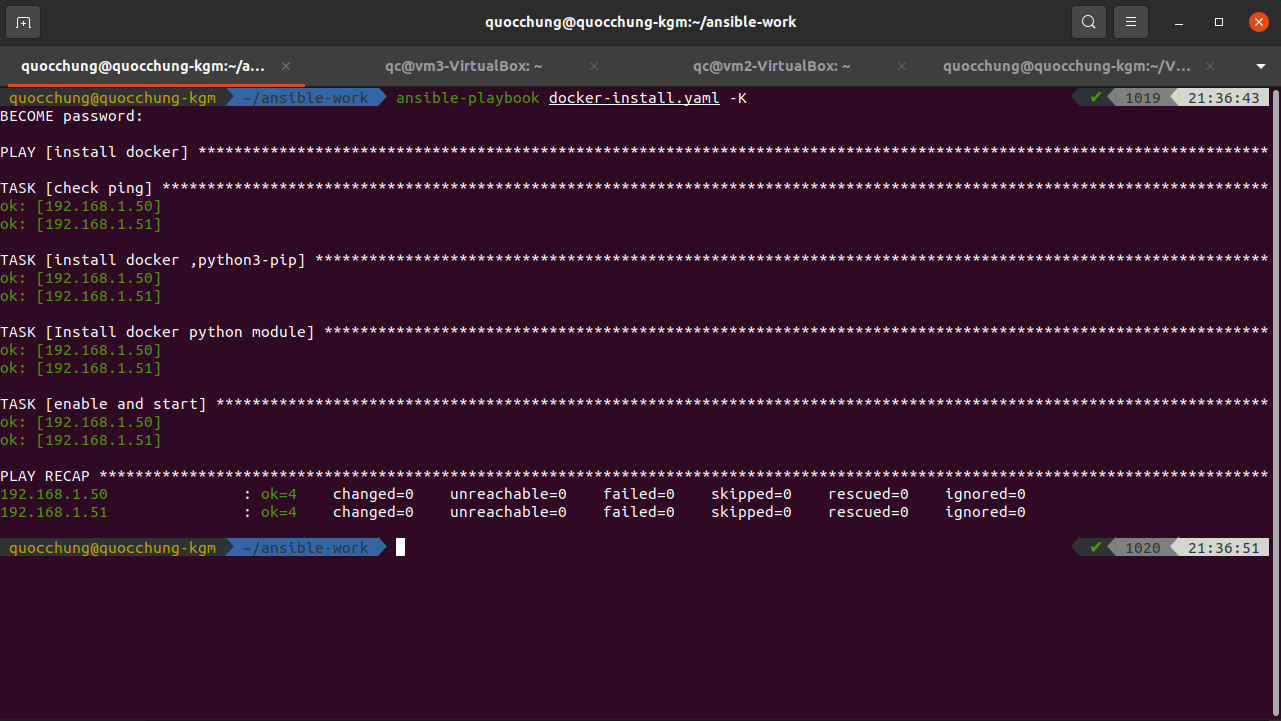 quocchung@quocchung-kgm:~/ansible-work
quocchung@quocchung-kgm:~/a... × qc@vm3-VirtualBox: ~ × qc@vm2-VirtualBox: ~ × quocchung@quocchung-kgm:~/V... ×
quocchung@quocchung-kgm ~/ansible-work ansible-playbook docker-install.yaml -K ✔ 1019 21:36:43
BECOME password:
PLAY [install docker] ***********************************************************************************************************************
TASK [check ping] ***************************************************************************************************************************
ok: [192.168.1.50]
ok: [192.168.1.51]
TASK [install docker ,python3-pip] **********************************************************************************************************
ok: [192.168.1.50]
ok: [192.168.1.51]
TASK [Install docker python module] *********************************************************************************************************
ok: [192.168.1.50]
ok: [192.168.1.51]
TASK [enable and start] *********************************************************************************************************************
ok: [192.168.1.50]
ok: [192.168.1.51]
PLAY RECAP **********************************************************************************************************************************
192.168.1.50 : ok=4 changed=0 unreachable=0 failed=0 skipped=0 rescued=0 ignored=0
192.168.1.51 : ok=4 changed=0 unreachable=0 failed=0 skipped=0 rescued=0 ignored=0
quocchung@quocchung-kgm ~/ansible-work ✔ 1020 21:36:51